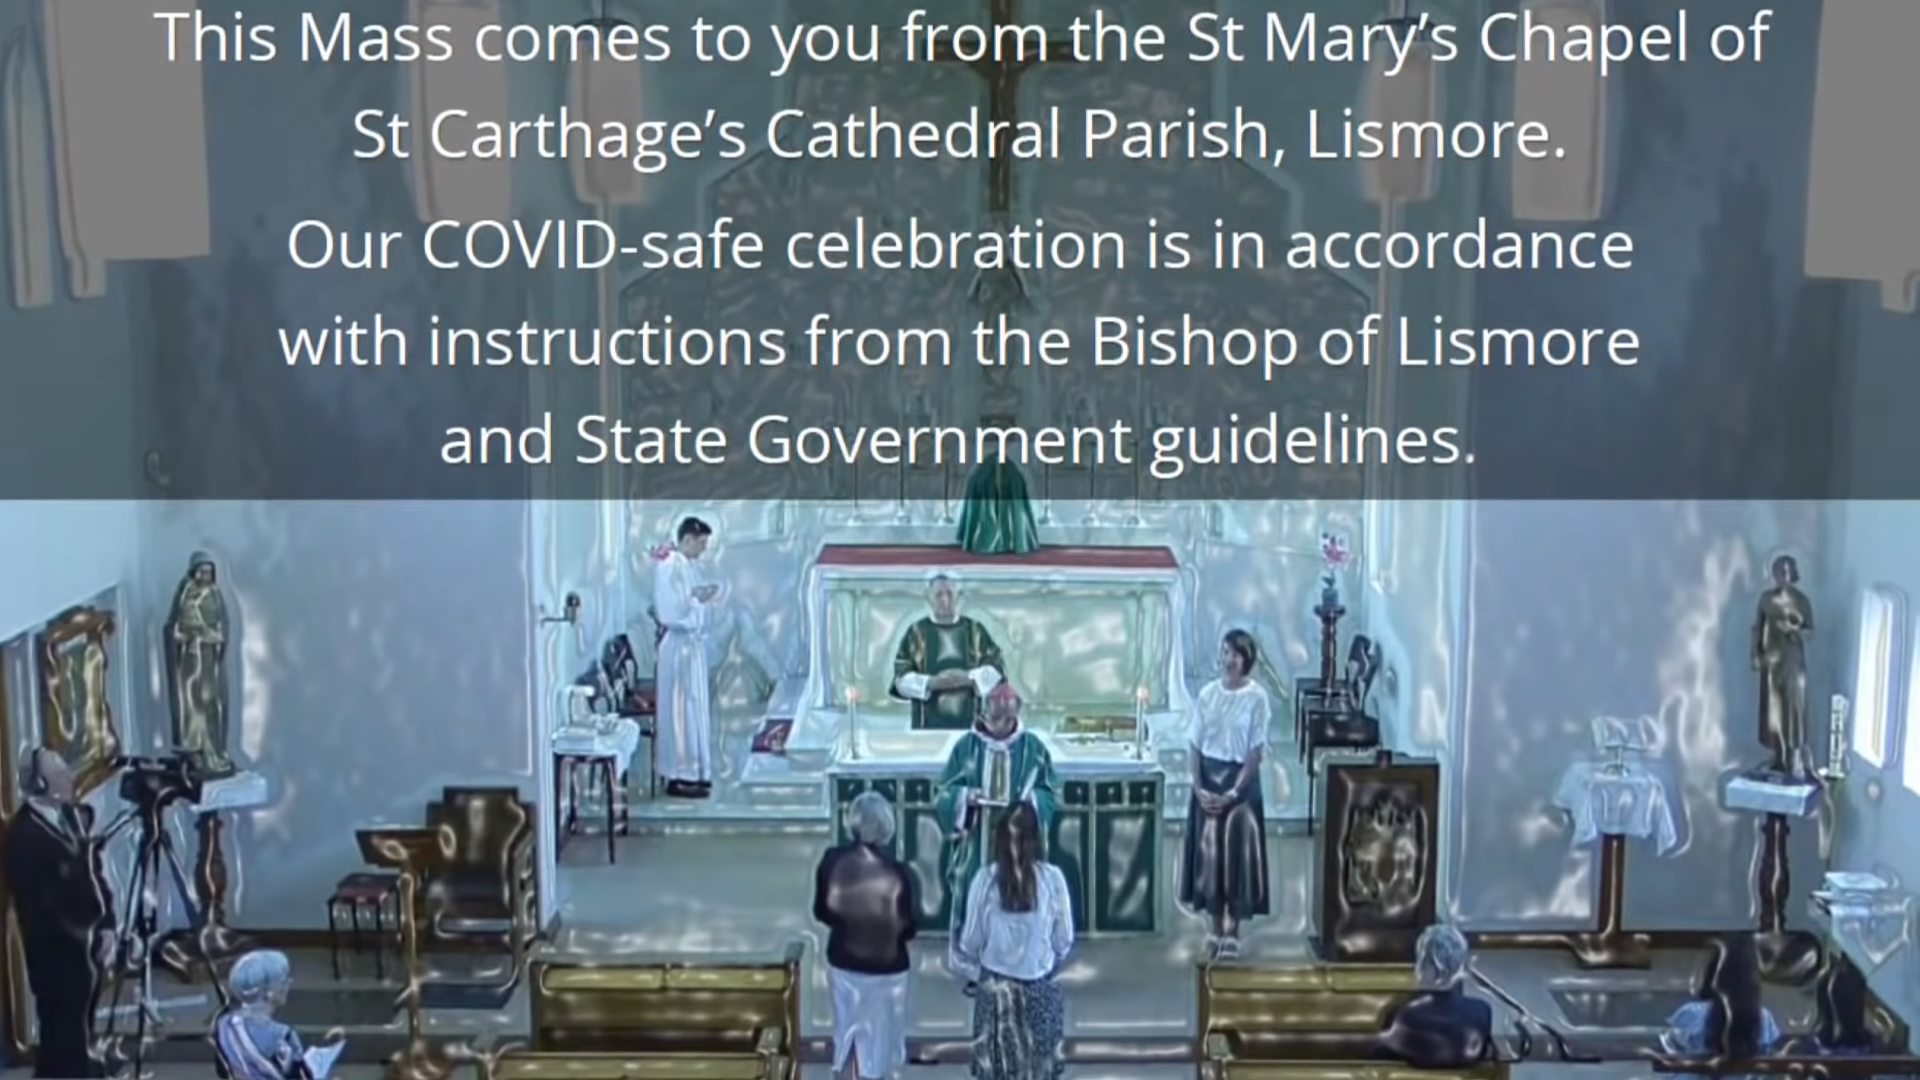 This Mass comes to you from the St Mary’s Chapel of
St Carthage’s Cathedral Parish, Lismore.
Our COVID-safe celebration is in accordance
with instructions from the Bishop of Lismore
and State Government guidelines.